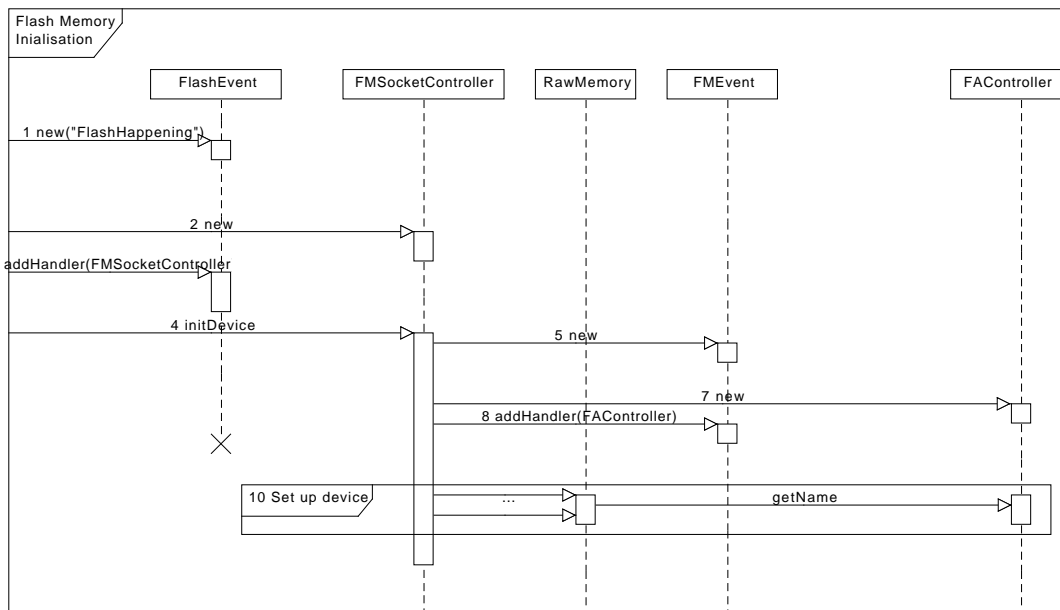 Flash Memory
Inialisation
FlashEvent
FMSocketController
RawMemory
FMEvent
FAController
1 new("FlashHappening")
2 new
addHandler(FMSocketController
4 initDevice
5 new
7 new
8 addHandler(FAController)
10 Set up device
...
getName